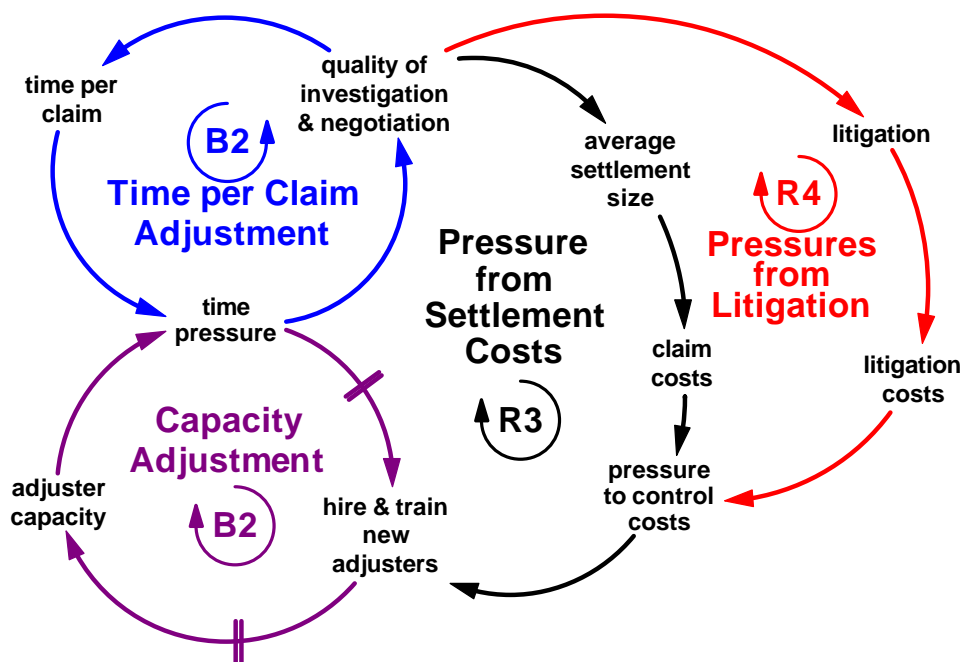 quality of
investigation
& negotiation
time per
claim
B2
Time per Claim
Adjustment
average
settlement
size
litigation
R4
Pressures
from
Litigation
Pressure
from
Settlement
Costs
time
pressure
claim
costs
litigation
costs
R3
Capacity
Adjustment
B2
adjuster
capacity
hire & train
new
adjusters
pressure
to control
costs